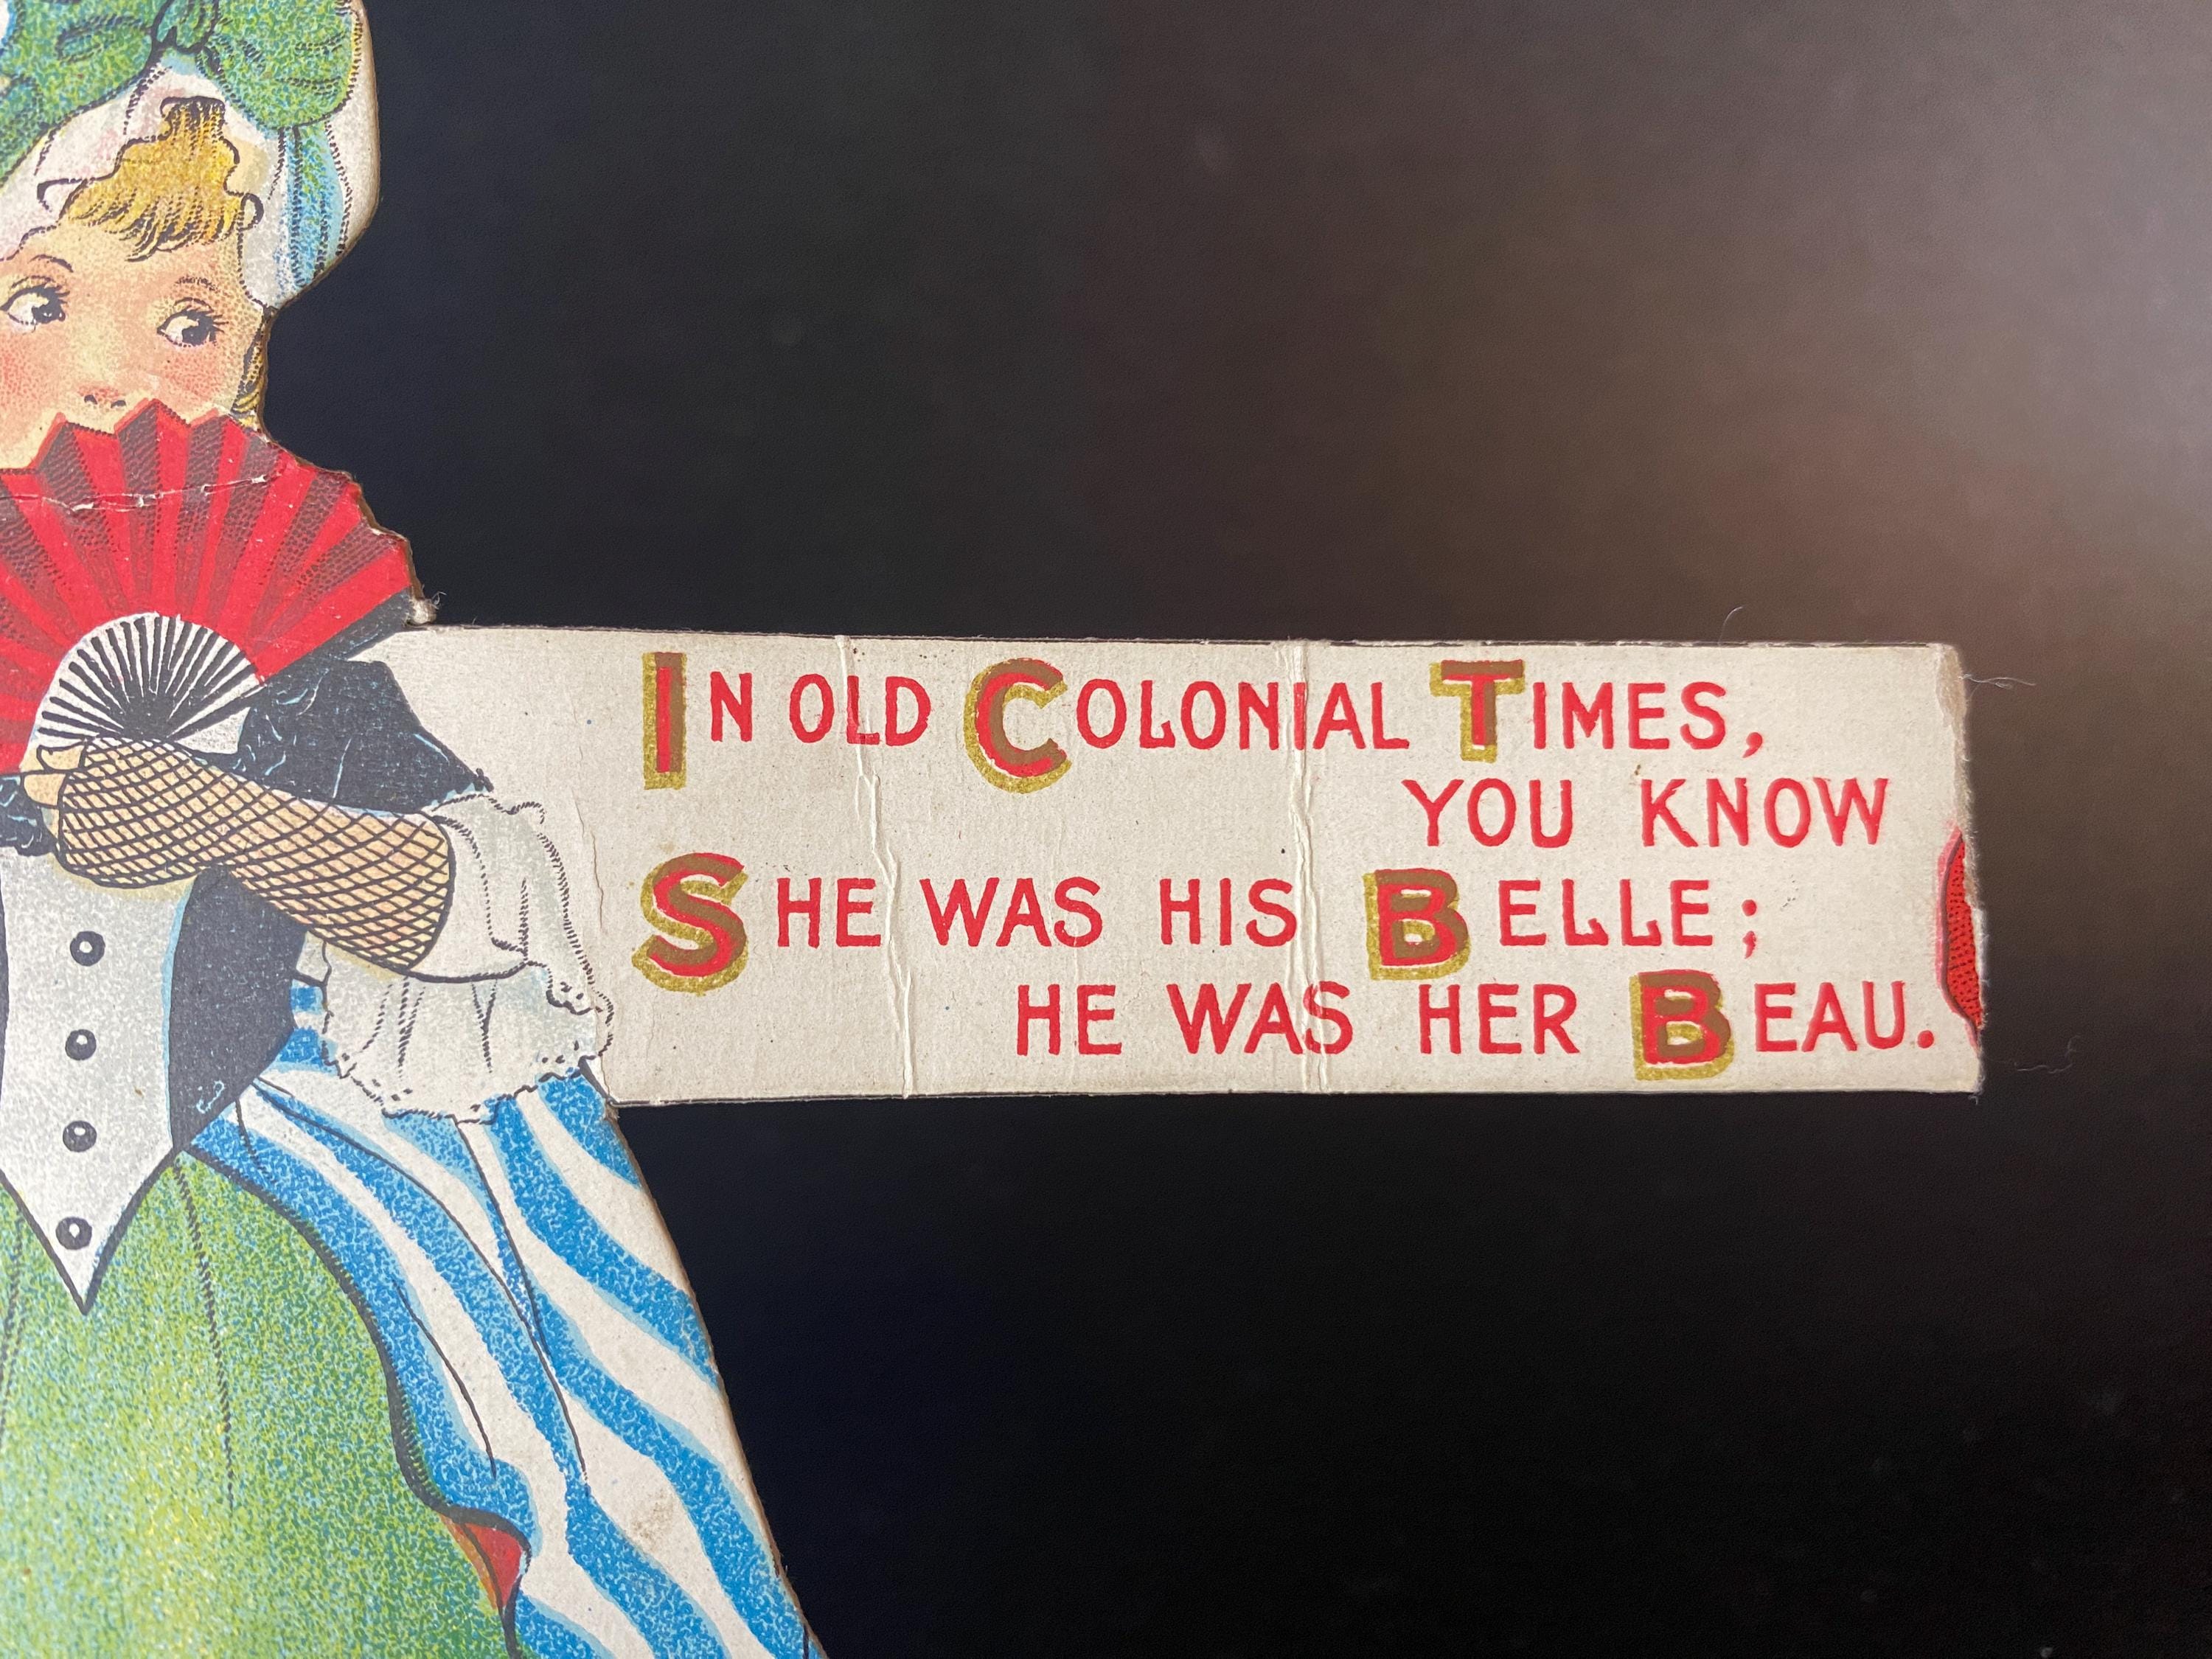 IN OLD COLONIAL TIMES,
YOU KNOW
SHE WAS HIS BELLE;
HE WAS HER BEAU.